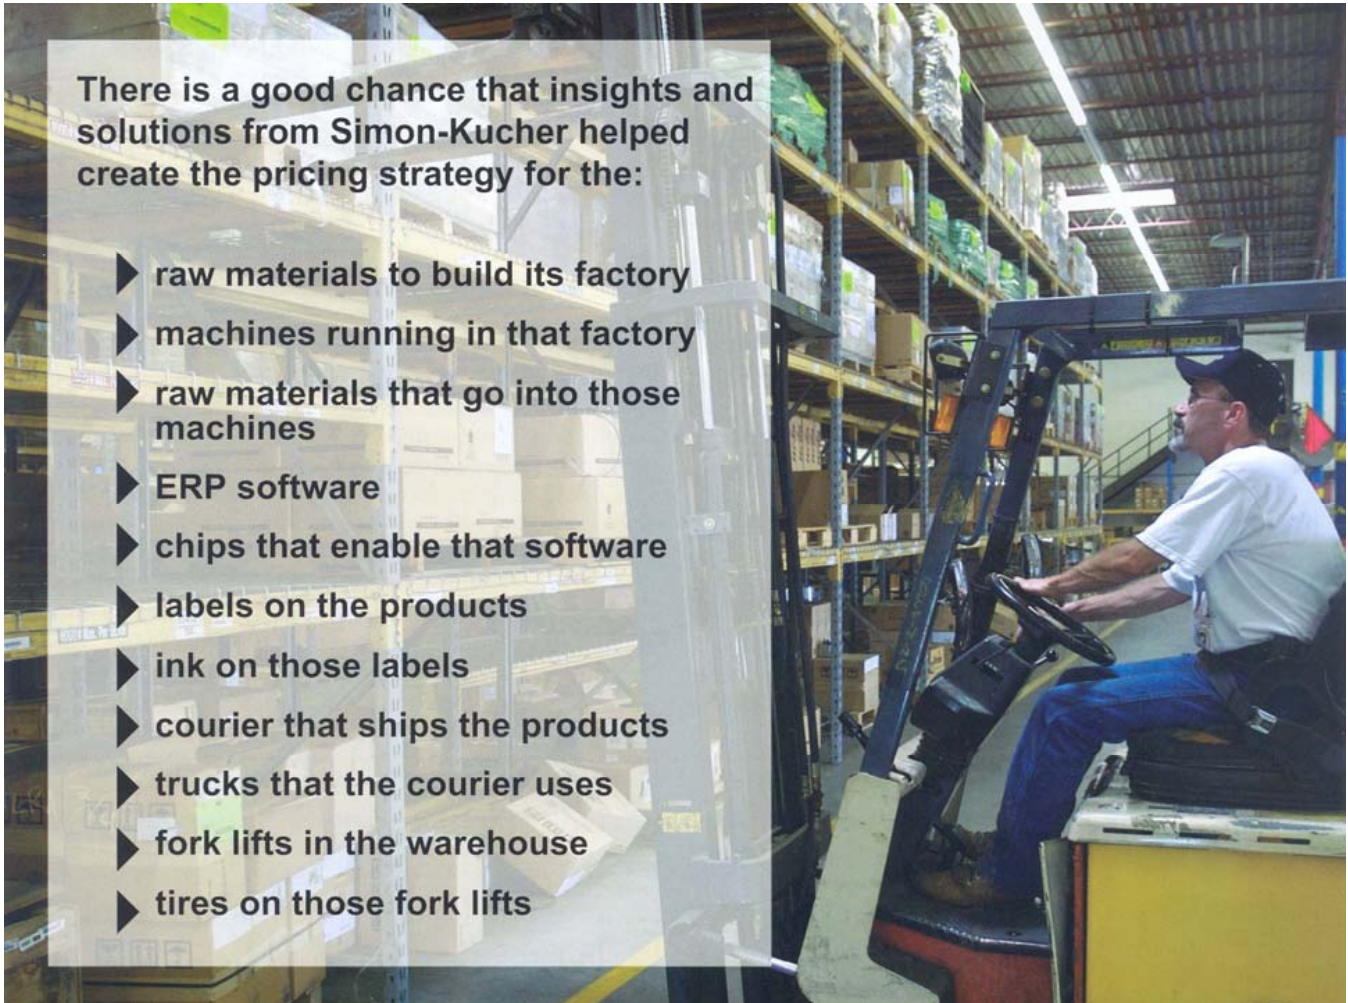 There is a good chance that insights and
solutions from Simon-Kucher helped
create the pricing strategy for the:
raw materials to build its factory
machines running in that factory
raw materials that go into those
machines
ERP software
chips that enable that software
labels on the products
ink on those labels
courier that ships the products
trucks that the courier uses
fork lifts in the warehouse
tires on those fork lifts